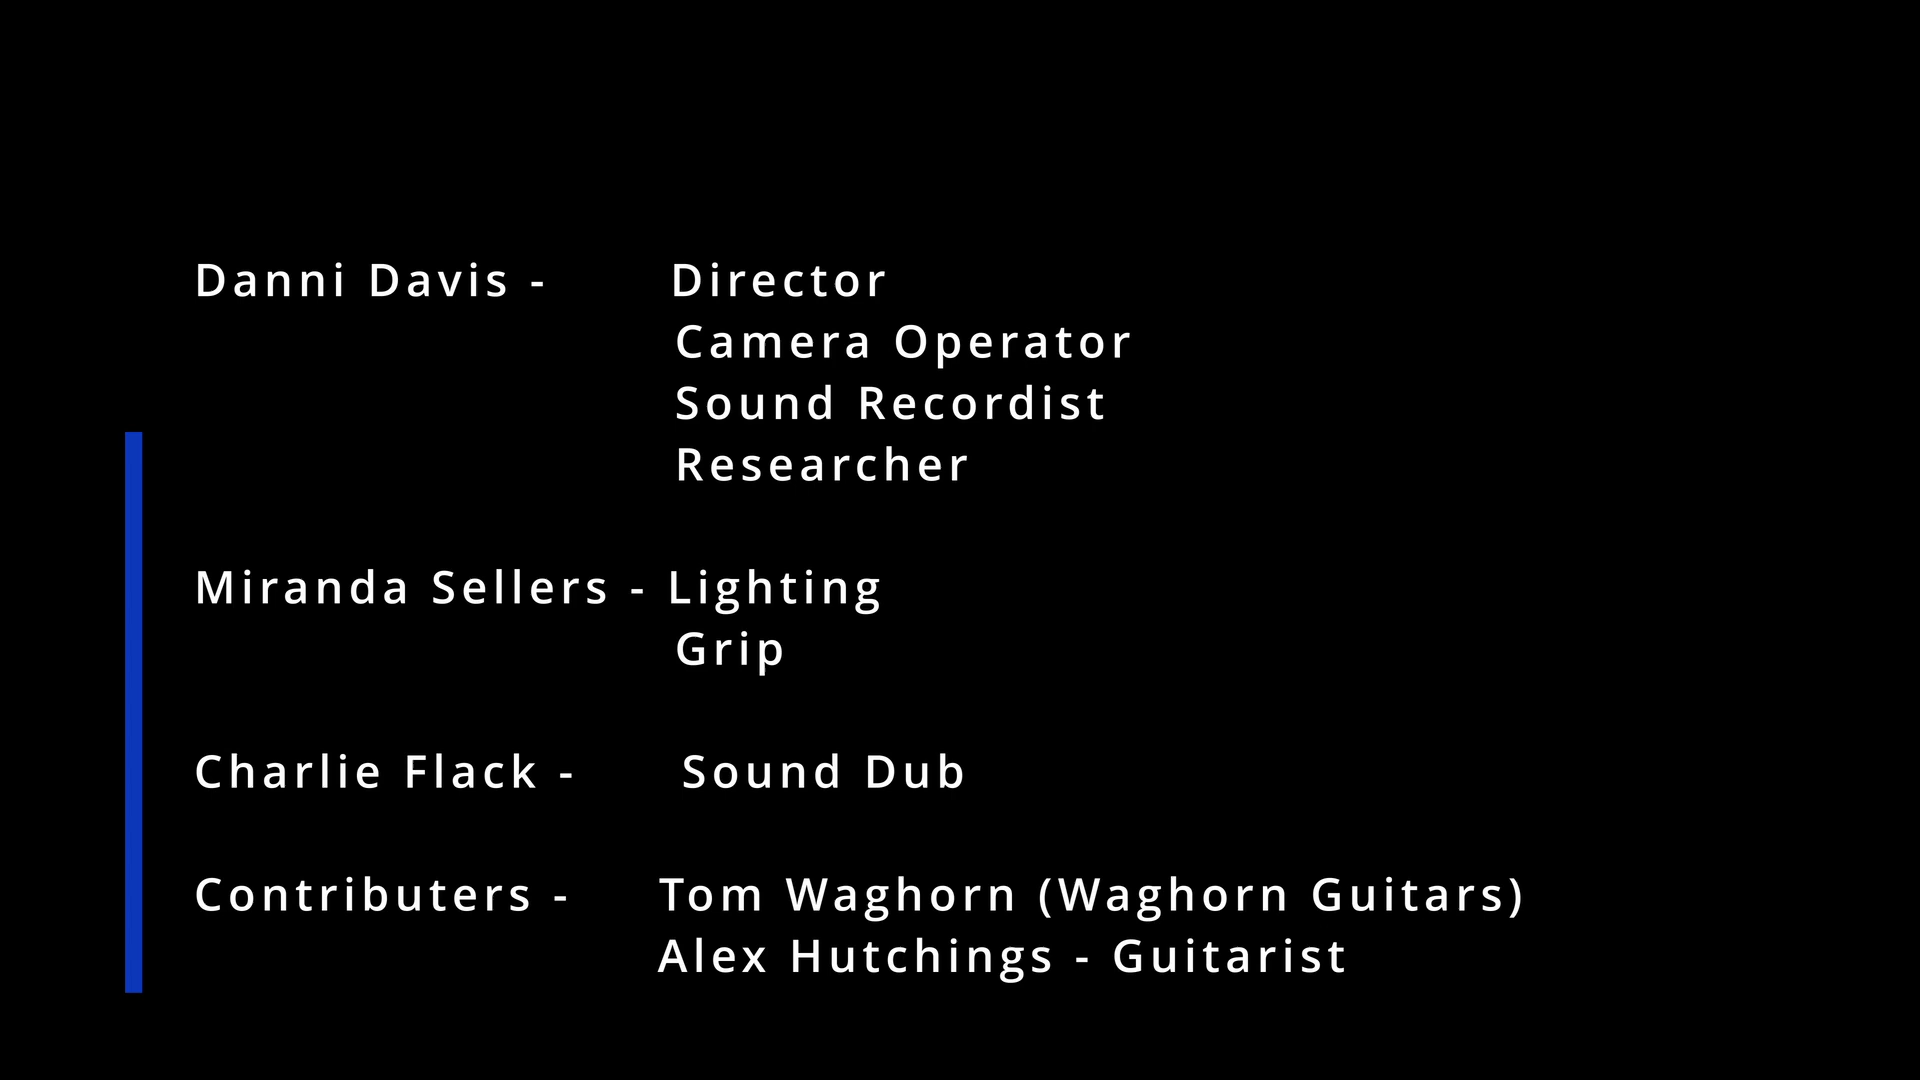 Danni Davis - Director
Camera Operator
Sound Recordist
Researcher
Miranda Sellers - Lighting
Grip
Charlie Flack - Sound Dub
Contributers - Tom Waghorn (Waghorn Guitars)
Alex Hutchings - Guitarist